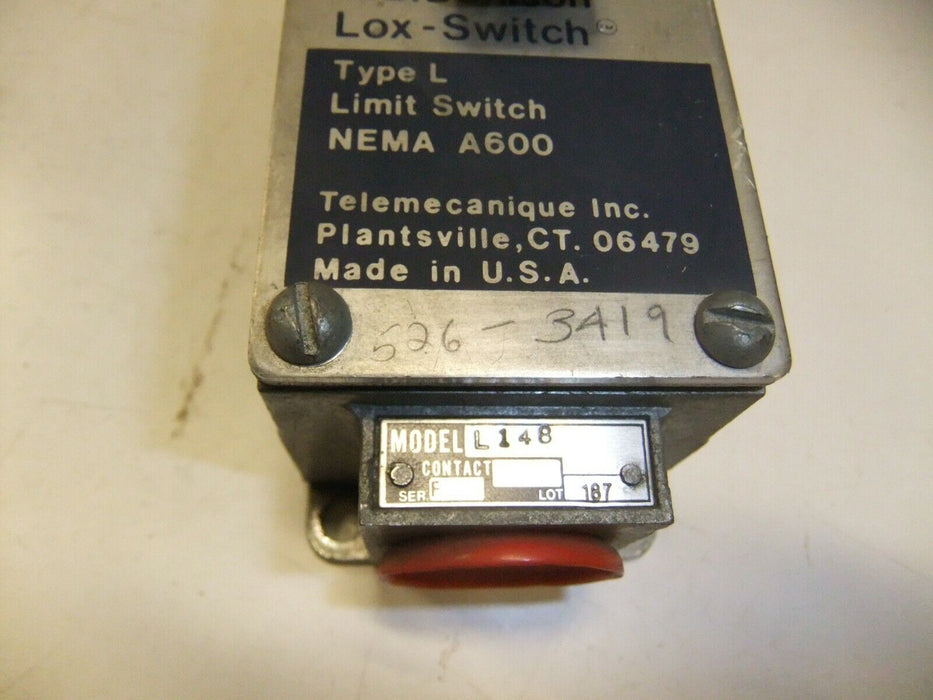 Lox-Switch
Type L
Limit Switch
NEMA A600
Telemecanique Inc.
Plantsville, CT. 06479
Made in U.S.A.
526-3419
MODEL L148
CONTACT
SER. F
LOT 187